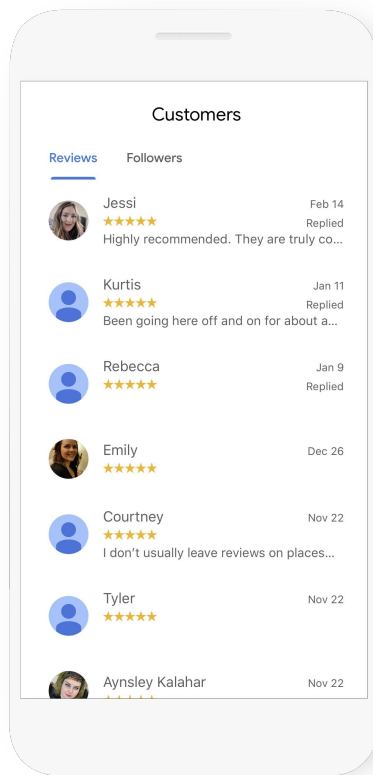 Customers
Reviews Followers
Jessi Feb 14
Replied
Highly recommended. They are truly co...
Kurtis Jan 11
Replied
Been going here off and on for about a...
Rebecca Jan 9
Replied
Emily Dec 26
Courtney Nov 22
I don't usually leave reviews on places...
Tyler Nov 22
Aynsley Kalahar Nov 22